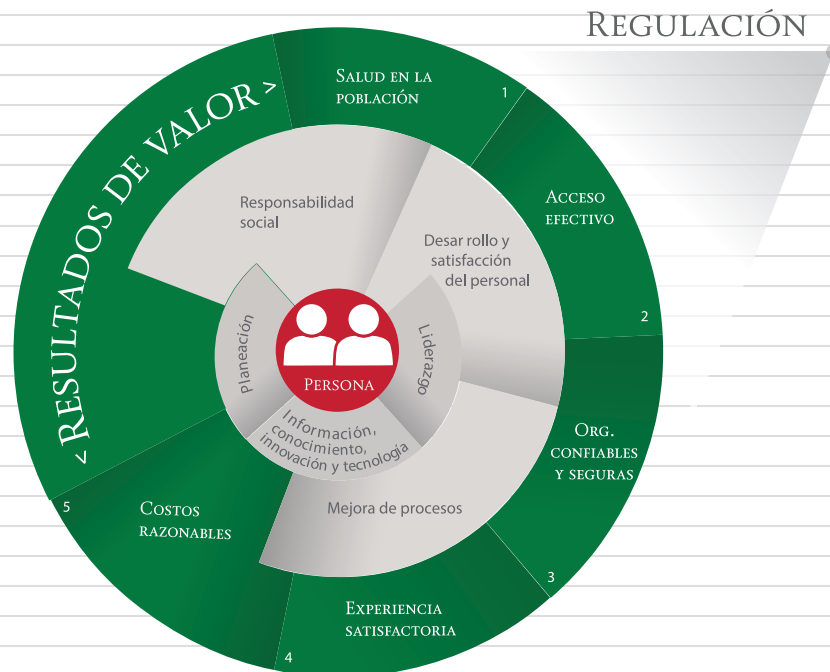 REGULACIÓN
< RESULTADOS DE VALOR >
SALUD EN LA
POBLACIÓN
1
ACCESO
EFECTIVO
2
ORG.
CONFIABLES
Y SEGURAS
3
EXPERIENCIA
SATISFACTORIA
4
COSTOS
RAZONABLES
5
Responsabilidad
social
Desar rollo y
satisfacción
del personal
Mejora de procesos
Planeación
Liderazgo
Información,
conocimiento,
innovación y tecnología
PERSONA